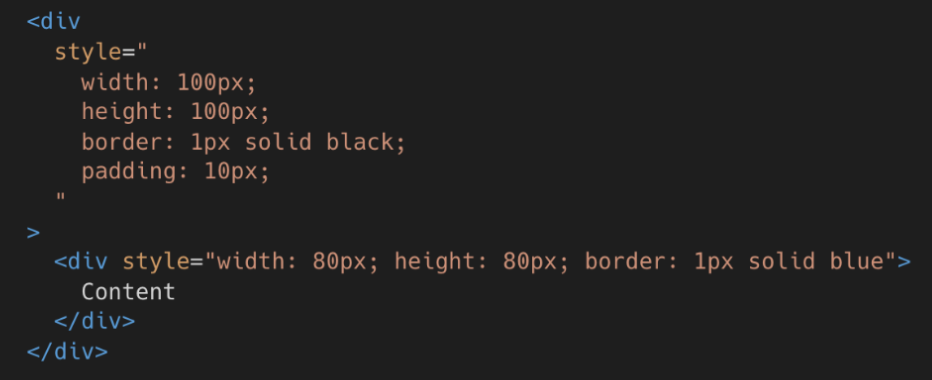 <div
  style="
    width: 100px;
    height: 100px;
    border: 1px solid black;
    padding: 10px;
  "
>
  <div style="width: 80px; height: 80px; border: 1px solid blue">
    Content
  </div>
</div>